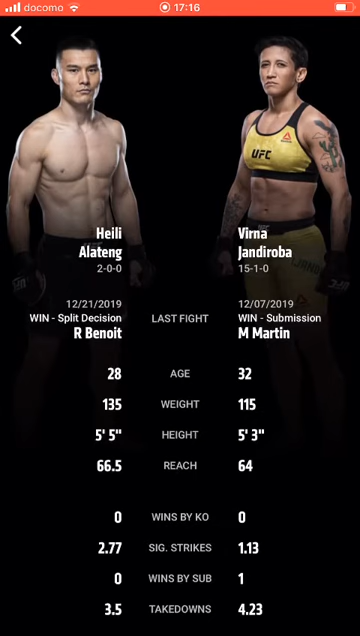 docomo 17:16
UFC
Heili Virna
Alateng Jandiroba
2-0-0 15-1-0
12/21/2019 12/07/2019
WIN - Split Decision LAST FIGHT WIN - Submission
R Benoit M Martin
28 AGE 32
135 WEIGHT 115
5' 5" HEIGHT 5' 3"
66.5 REACH 64
0 WINS BY KO 0
2.77 SIG. STRIKES 1.13
0 WINS BY SUB 1
3.5 TAKEDOWNS 4.23